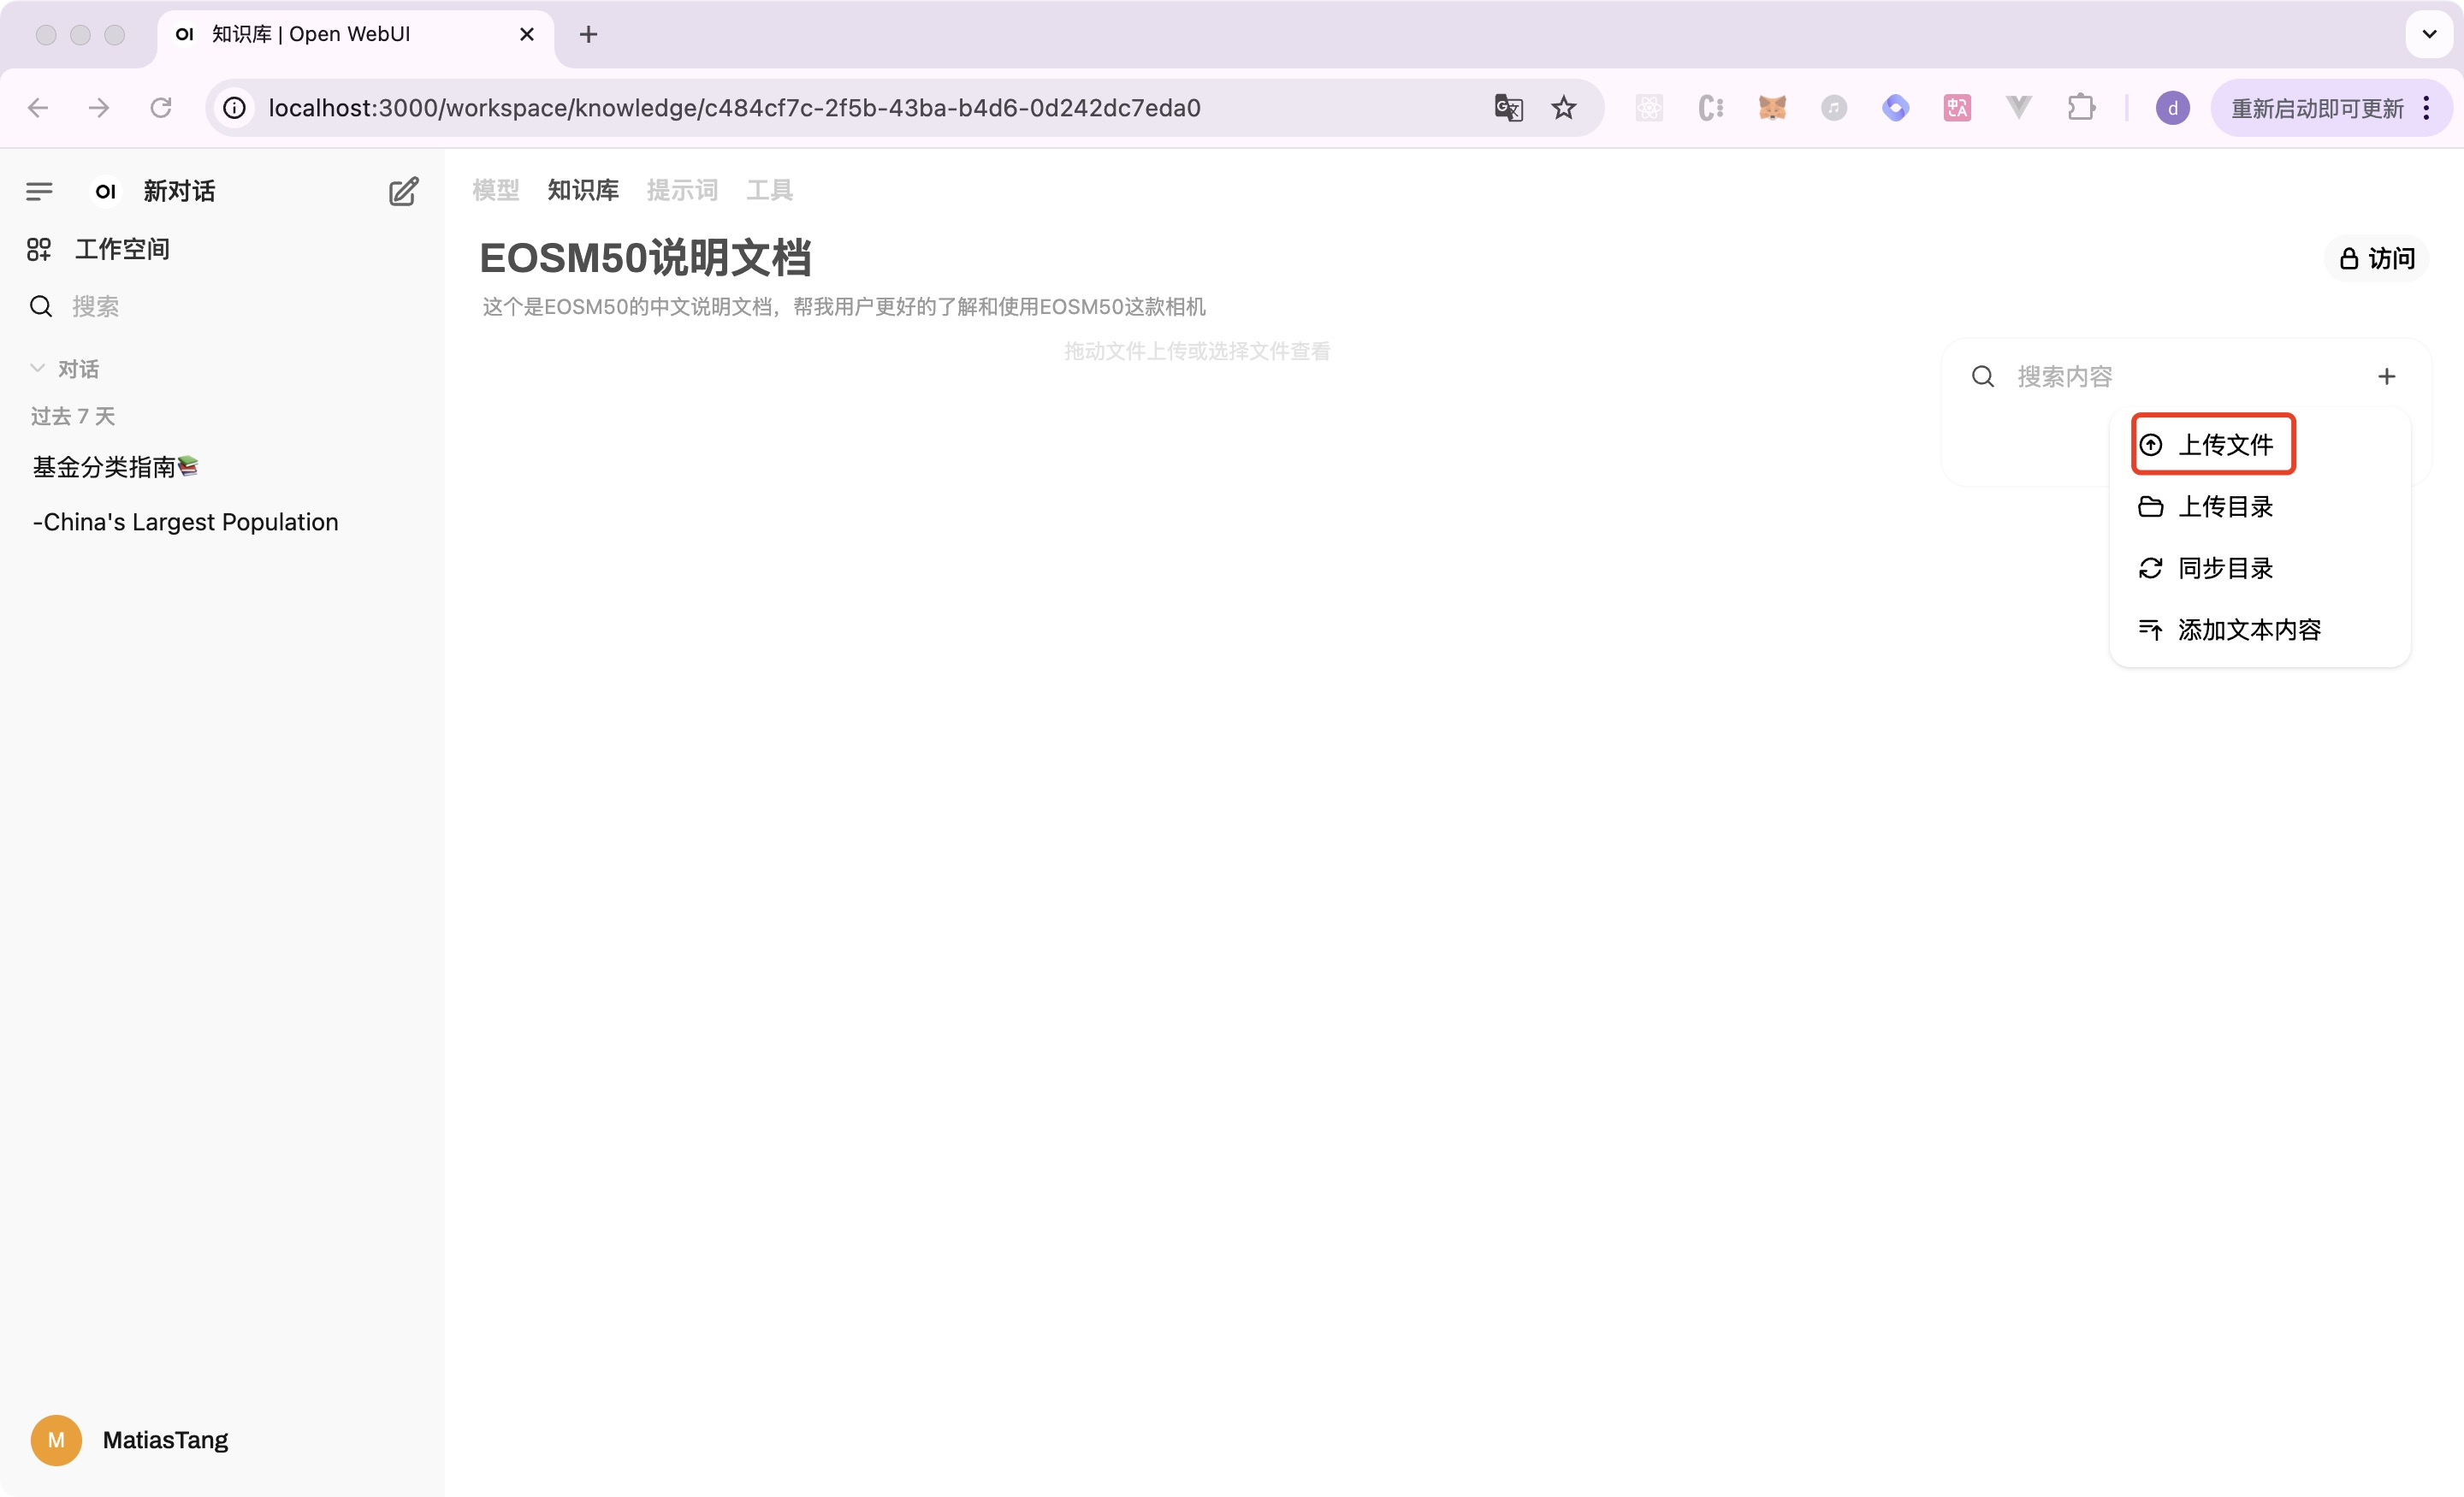 OI 知识库 | Open WebUI
localhost:3000/workspace/knowledge/c484cf7c-2f5b-43ba-b4d6-0d242dc7eda0
d
重新启动即可更新
OI 新对话
工作空间
搜索
对话
过去 7 天
基金分类指南📚
-China's Largest Population
M MatiasTang
模型 知识库 提示词 工具
EOSM50说明文档
访问
这个是EOSM50的中文说明文档，帮我用户更好的了解和使用EOSM50这款相机
拖动文件上传或选择文件查看
搜索内容
上传文件
上传目录
同步目录
添加文本内容